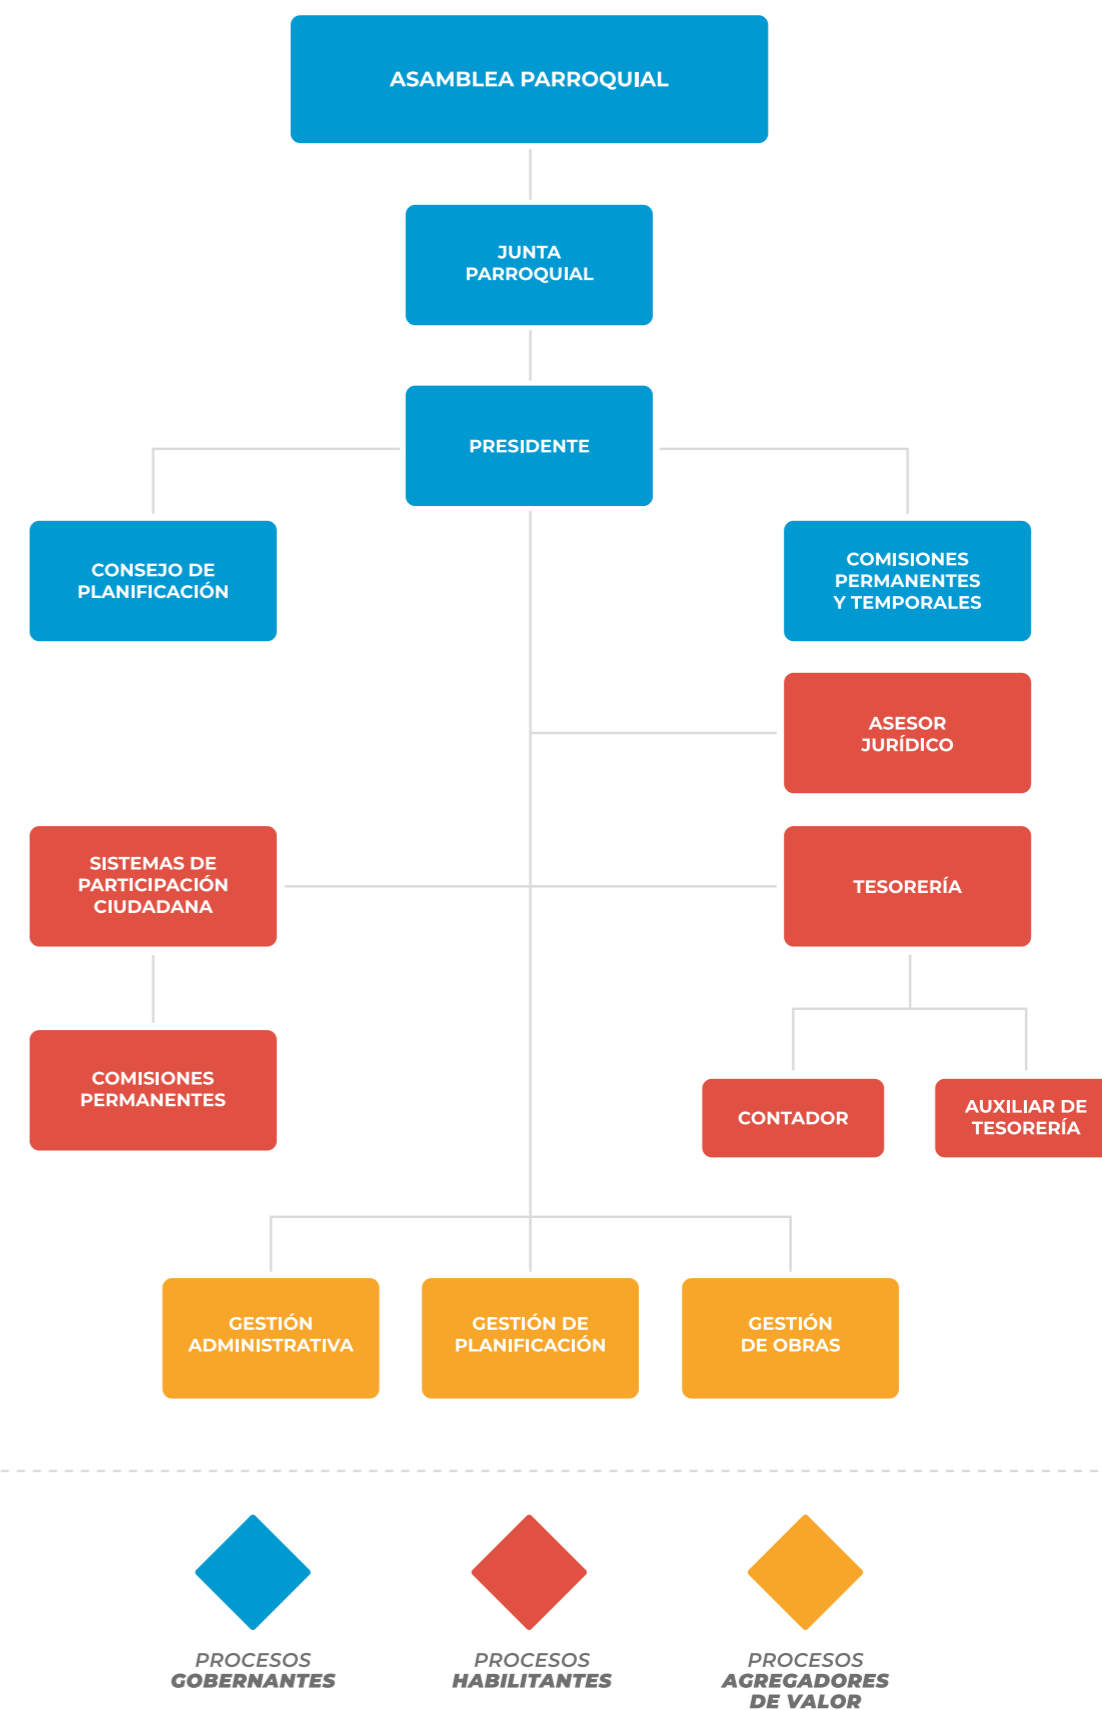 ASAMBLEA PARROQUIAL
JUNTA
PARROQUIAL
PRESIDENTE
CONSEJO DE
PLANIFICACIÓN
COMISIONES
PERMANENTES
Y TEMPORALES
ASESOR
JURÍDICO
SISTEMAS DE
PARTICIPACIÓN
CIUDADANA
TESORERÍA
COMISIONES
PERMANENTES
CONTADOR
AUXILIAR DE
TESORERÍA
GESTIÓN
ADMINISTRATIVA
GESTIÓN DE
PLANIFICACIÓN
GESTIÓN
DE OBRAS
PROCESOS
GOBERNANTES
PROCESOS
HABILITANTES
PROCESOS
AGREGADORES
DE VALOR